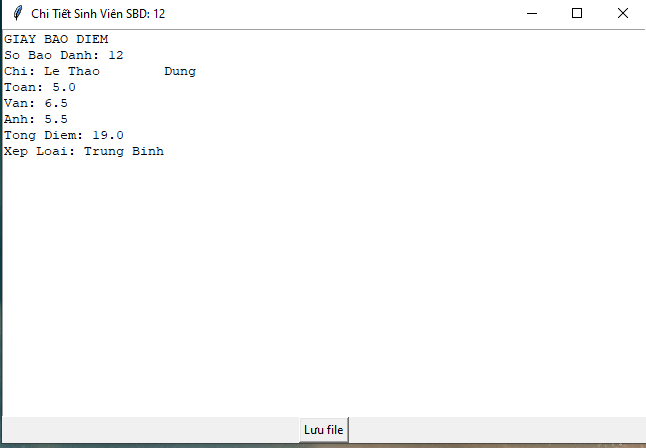 Chi Tiết Sinh Viên SBD: 12
GIAY BAO DIEM
So Bao Danh: 12
Chi: Le Thao        Dung
Toan: 5.0
Van: 6.5
Anh: 5.5
Tong Diem: 19.0
Xep Loai: Trung Binh
Lưu file